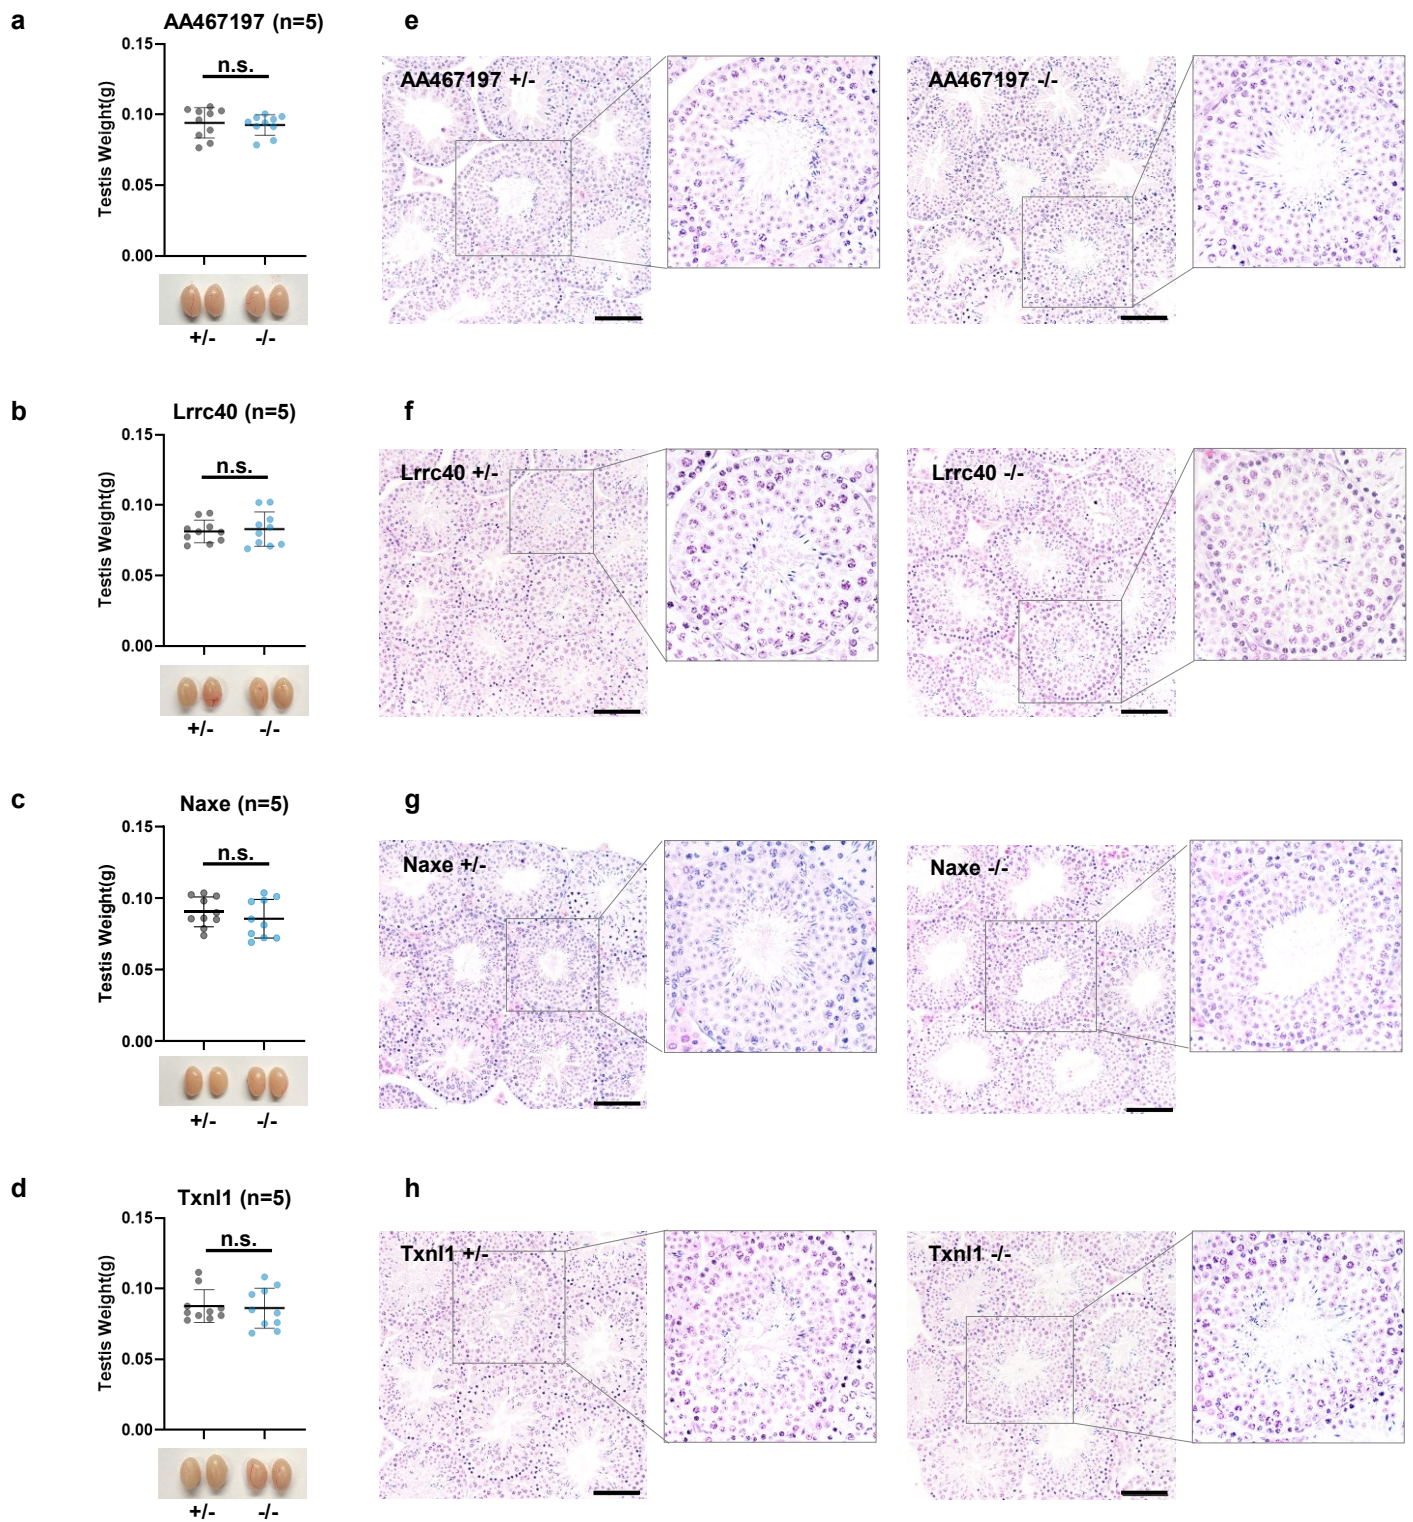 a
AA467197 (n=5)
0.15
n.s.
0.10
0.05
0.00
Testis Weight(g)
+/-
-/-
e
AA467197 +/-
AA467197 -/-
b
Lrrc40 (n=5)
0.15
n.s.
0.10
0.05
0.00
Testis Weight(g)
+/-
-/-
f
Lrrc40 +/-
Lrrc40 -/-
c
Naxe (n=5)
0.15
n.s.
0.10
0.05
0.00
Testis Weight(g)
+/-
-/-
g
Naxe +/-
Naxe -/-
d
Txnl1 (n=5)
0.15
n.s.
0.10
0.05
0.00
Testis Weight(g)
+/-
-/-
h
Txnl1 +/-
Txnl1 -/-